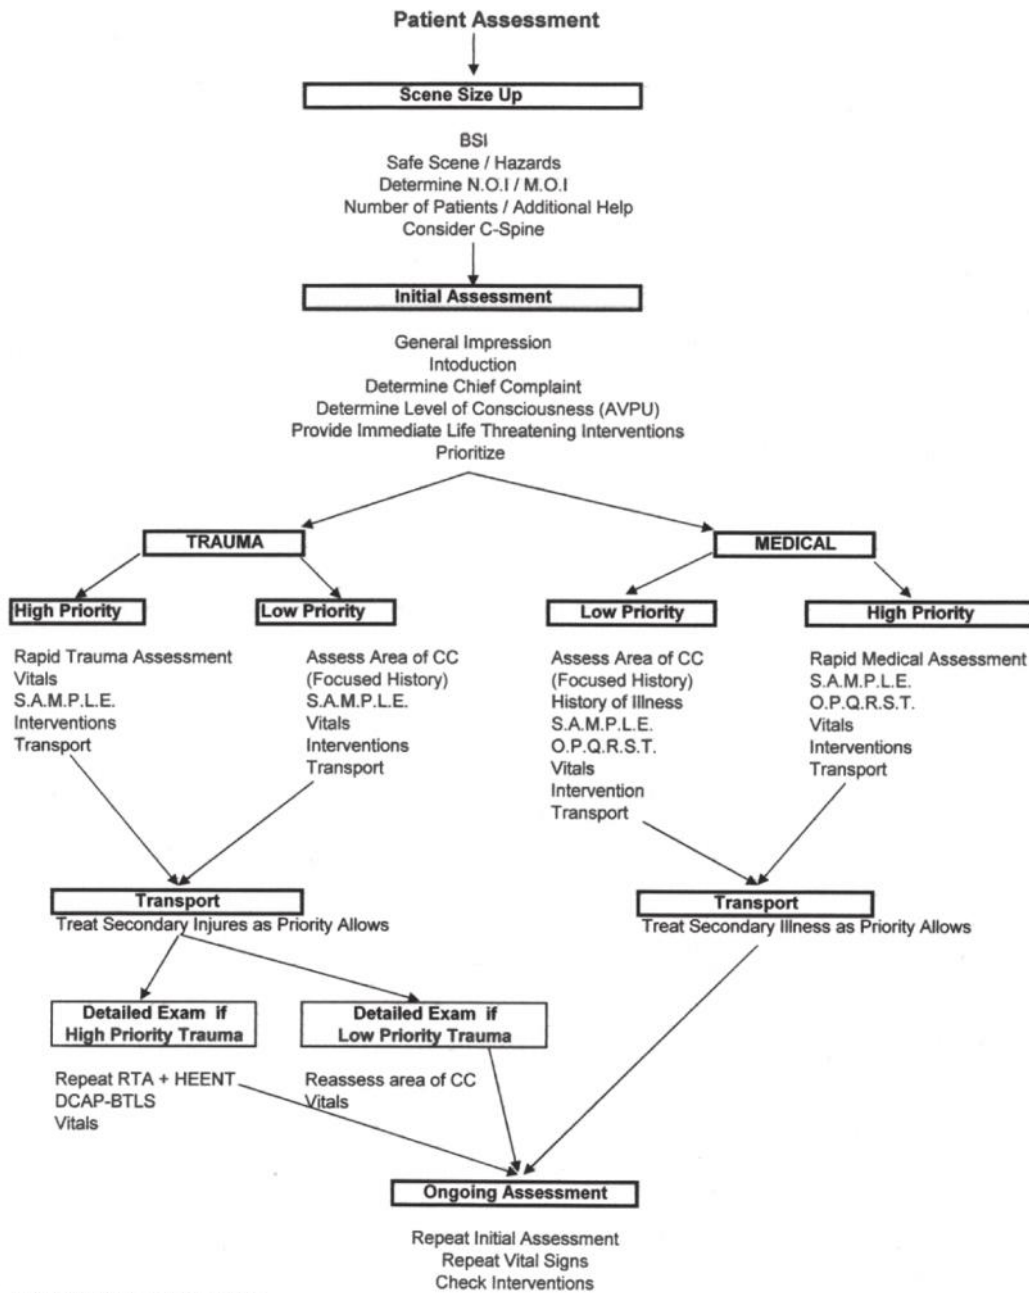 Patient Assessment
Scene Size Up
BSI
Safe Scene / Hazards
Determine N.O.I / M.O.I
Number of Patients / Additional Help
Consider C-Spine
Initial Assessment
General Impression
Intoduction
Determine Chief Complaint
Determine Level of Consciousness (AVPU)
Provide Immediate Life Threatening Interventions
Prioritize
TRAUMA
MEDICAL
High Priority
Low Priority
Low Priority
High Priority
Rapid Trauma Assessment
Vitals
S.A.M.P.L.E.
Interventions
Transport
Assess Area of CC
(Focused History)
S.A.M.P.L.E.
Vitals
Interventions
Transport
Assess Area of CC
(Focused History)
History of Illness
S.A.M.P.L.E.
O.P.Q.R.S.T.
Vitals
Intervention
Transport
Rapid Medical Assessment
S.A.M.P.L.E.
O.P.Q.R.S.T.
Vitals
Interventions
Transport
Transport
Treat Secondary Injures as Priority Allows
Transport
Treat Secondary Illness as Priority Allows
Detailed Exam if
High Priority Trauma
Detailed Exam if
Low Priority Trauma
Repeat RTA + HEENT
DCAP-BTLS
Vitals
Reassess area of CC
Vitals
Ongoing Assessment
Repeat Initial Assessment
Repeat Vital Signs
Check Interventions